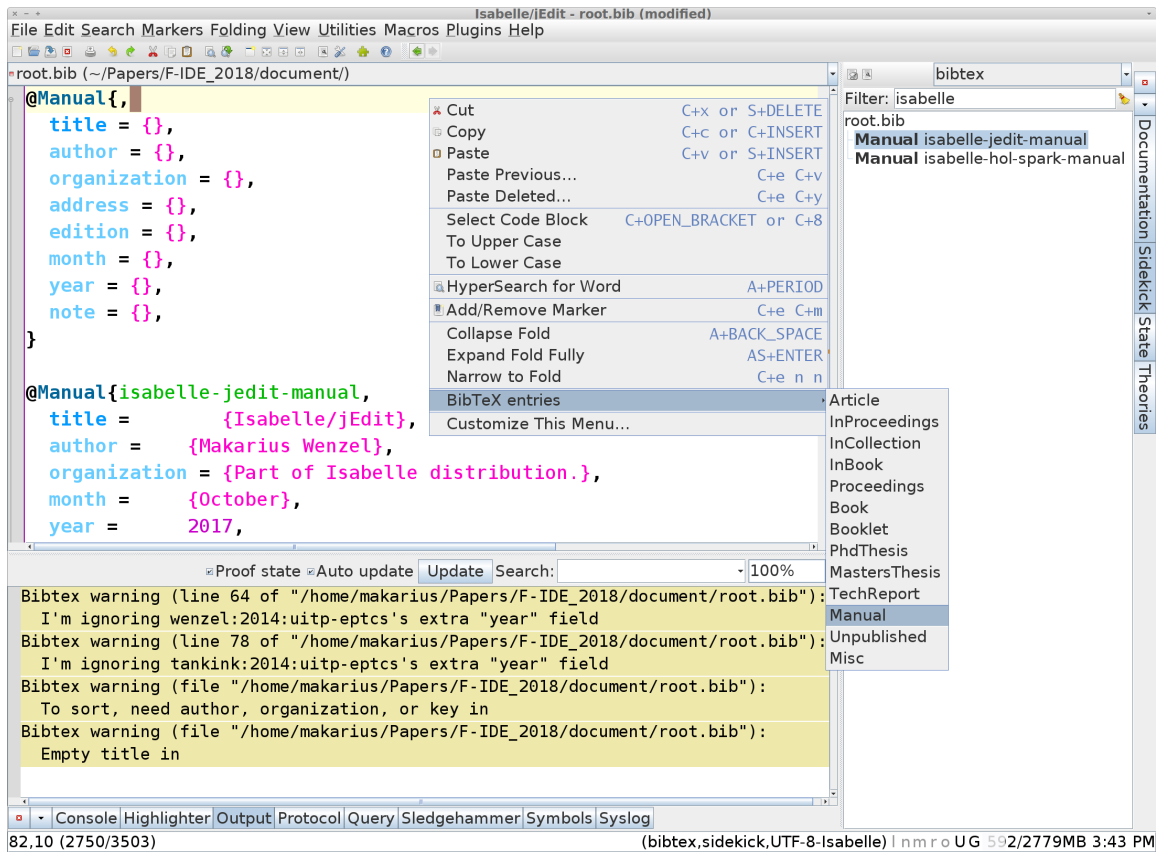 Isabelle/jEdit - root.bib (modified)
File Edit Search Markers Folding View Utilities Macros Plugins Help
root.bib (~/Papers/F-IDE_2018/document/)
@Manual{,
title = {},
author = {},
organization = {},
address = {},
edition = {},
month = {},
year = {},
note = {},
}
@Manual{isabelle-jedit-manual,
title = {Isabelle/jEdit},
author = {Makarius Wenzel},
organization = {Part of Isabelle distribution.},
month = {October},
year = 2017,
Cut C+x or S+DELETE
Copy C+c or C+INSERT
Paste C+v or S+INSERT
Paste Previous... C+e C+v
Paste Deleted... C+e C+y
Select Code Block C+OPEN_BRACKET or C+8
To Upper Case
To Lower Case
HyperSearch for Word A+PERIOD
Add/Remove Marker C+e C+m
Collapse Fold A+BACK_SPACE
Expand Fold Fully AS+ENTER
Narrow to Fold C+e n n
BibTeX entries
Customize This Menu...
Article
InProceedings
InCollection
InBook
Proceedings
Book
Booklet
PhdThesis
MastersThesis
TechReport
Manual
Unpublished
Misc
bibtex
Filter: isabelle
root.bib
Manual isabelle-jedit-manual
Manual isabelle-hol-spark-manual
Documentation
Sidekick
State
Theories
Proof state Auto update Update Search: 100%
Bibtex warning (line 64 of "/home/makarius/Papers/F-IDE_2018/document/root.bib"):
I'm ignoring wenzel:2014:uitp-eptcs's extra "year" field
Bibtex warning (line 78 of "/home/makarius/Papers/F-IDE_2018/document/root.bib"):
I'm ignoring tankink:2014:uitp-eptcs's extra "year" field
Bibtex warning (file "/home/makarius/Papers/F-IDE_2018/document/root.bib"):
To sort, need author, organization, or key in
Bibtex warning (file "/home/makarius/Papers/F-IDE_2018/document/root.bib"):
Empty title in
Console Highlighter Output Protocol Query Sledgehammer Symbols Syslog
82,10 (2750/3503) (bibtex,sidekick,UTF-8-Isabelle) l n m r o U G 592/2779MB 3:43 PM